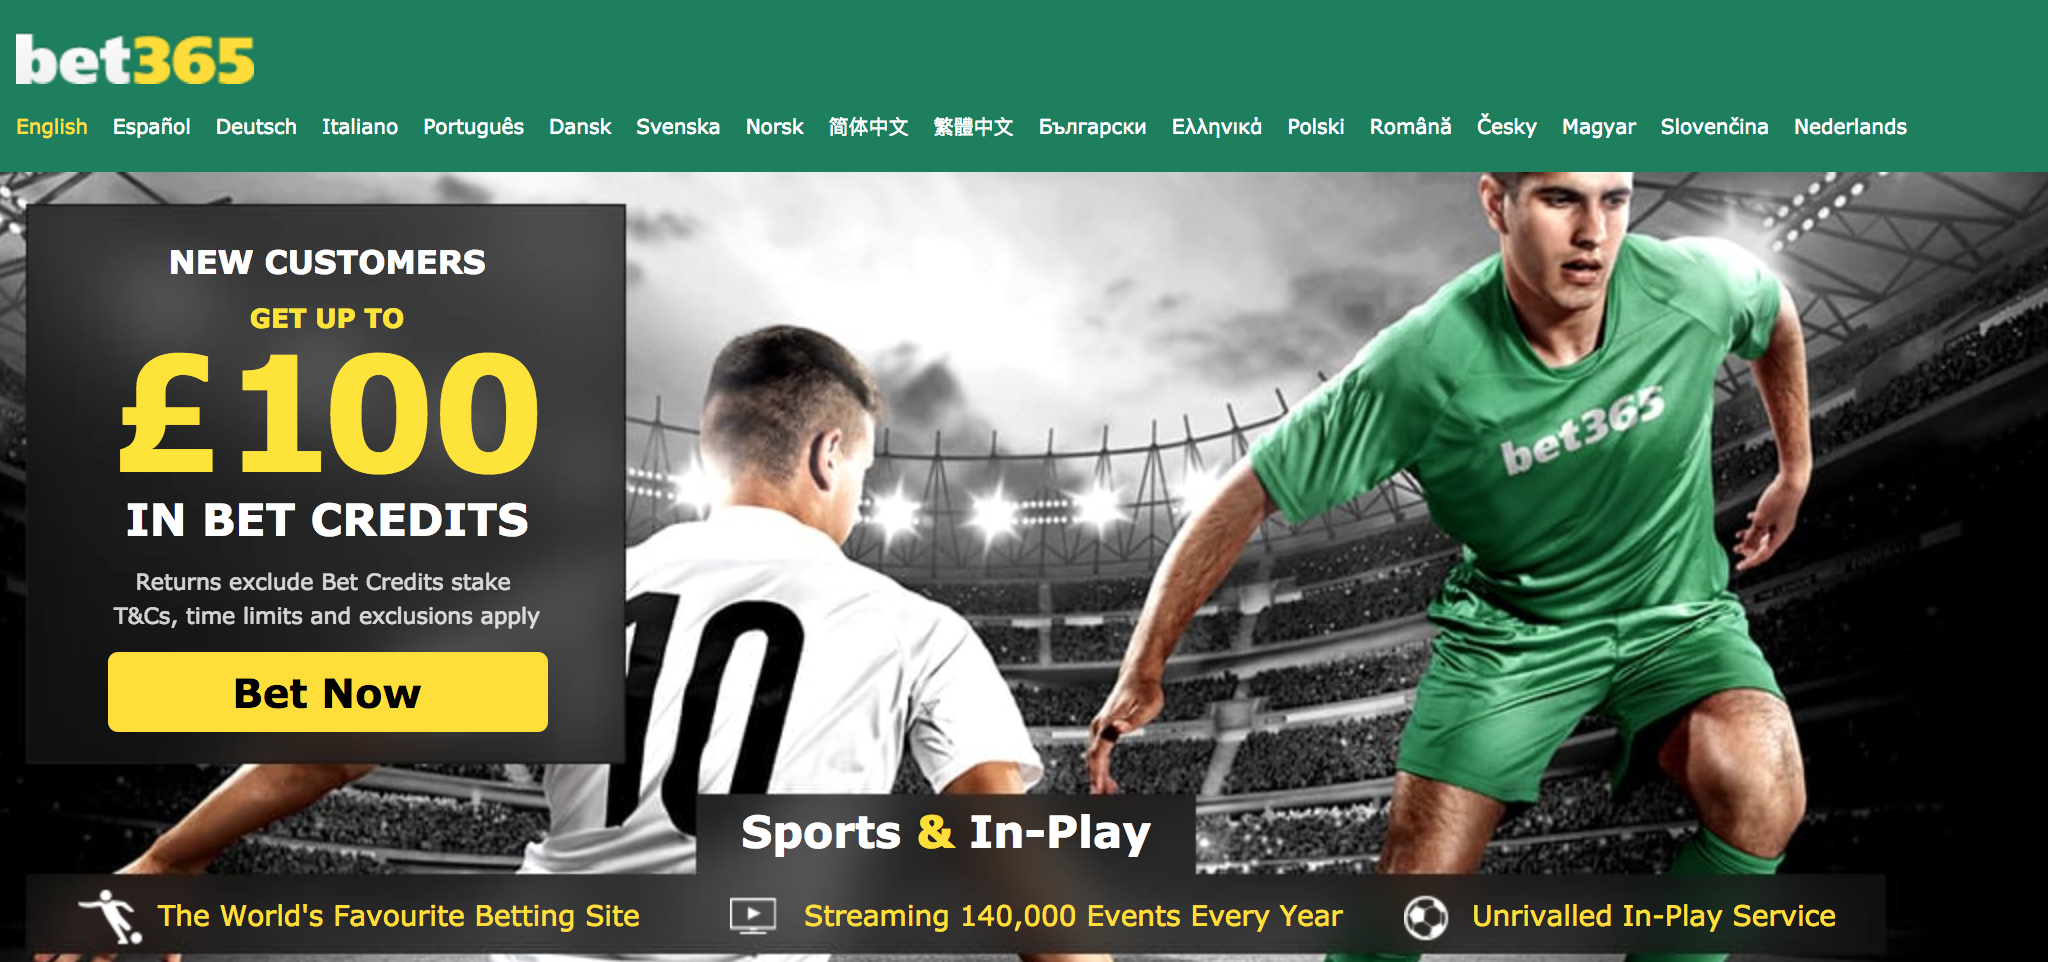 bet365
English Español Deutsch Italiano Português Dansk Svenska Norsk 简体中文 繁體中文 Български Ελληνικά Polski Română Česky Magyar Slovenčina Nederlands
NEW CUSTOMERS
GET UP TO
£100
IN BET CREDITS
Returns exclude Bet Credits stake
T&Cs, time limits and exclusions apply
Bet Now
bet365
10
Sports & In-Play
The World's Favourite Betting Site
Streaming 140,000 Events Every Year
Unrivalled In-Play Service